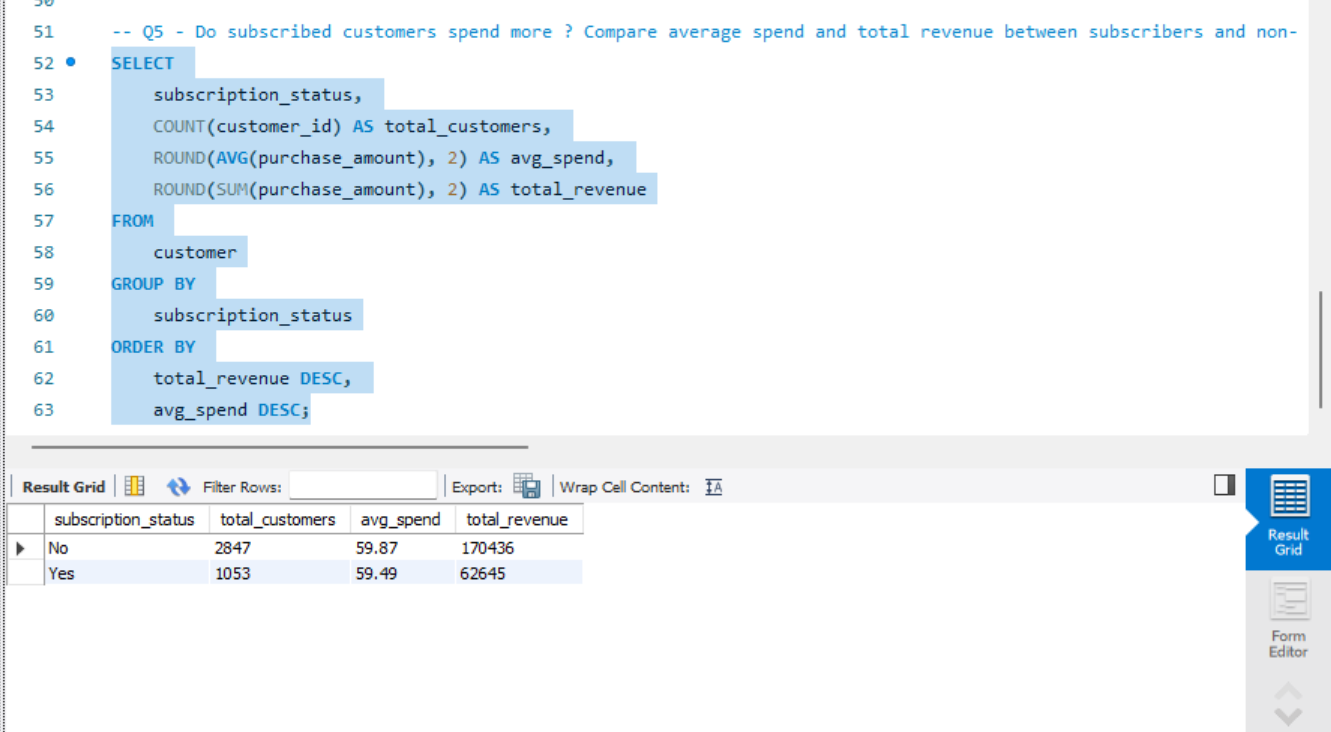 50
51 -- Q5 - Do subscribed customers spend more ? Compare average spend and total revenue between subscribers and non-
52 SELECT
53 subscription_status,
54 COUNT(customer_id) AS total_customers,
55 ROUND(AVG(purchase_amount), 2) AS avg_spend,
56 ROUND(SUM(purchase_amount), 2) AS total_revenue
57 FROM
58 customer
59 GROUP BY
60 subscription_status
61 ORDER BY
62 total_revenue DESC,
63 avg_spend DESC;
Result Grid Filter Rows: Export: Wrap Cell Content: IA
subscription_status total_customers avg_spend total_revenue
No 2847 59.87 170436
Yes 1053 59.49 62645
Result
Grid
Form
Editor